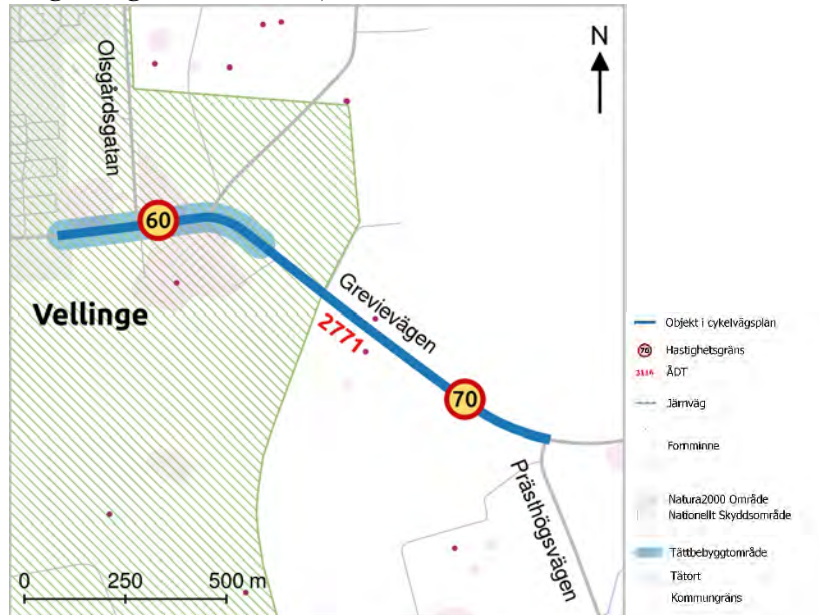 N
Olsgårdsgatan
60
Vellinge
Grevievägen
2771
70
Prästhögsvägen
0 250 500 m
Objekt i cykelvägsplan
70 Hastighetsgräns
ÅDT
Järnväg
Fornminne
Natura2000 Område
Nationellt Skyddsområde
Tättbebyggtområde
Tätort
Kommungräns